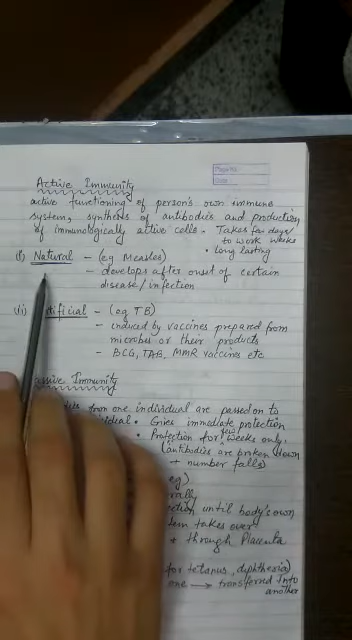 Page No.
Date
Active Immunity
active functioning of person's own immune
system, synthesis of antibodies and production
of immunologically active cells. • Takes few days
to work weeks
• long lasting
(i) Natural - (eg Measles)
- develops after onset of certain
disease/infection
(ii) - (eg TB)
- induced by vaccines prepared from
microbes or their products
- BCG, TAB, MMR vaccines etc
Immunity
from one individual are passed on to
• Gives immediate protection
• Protection for few weeks only.
(antibodies are broken down
+ number falls)
eg)
until body's own
takes over
through Placenta
for tetanus, diphtheria)
one → transferred into
another